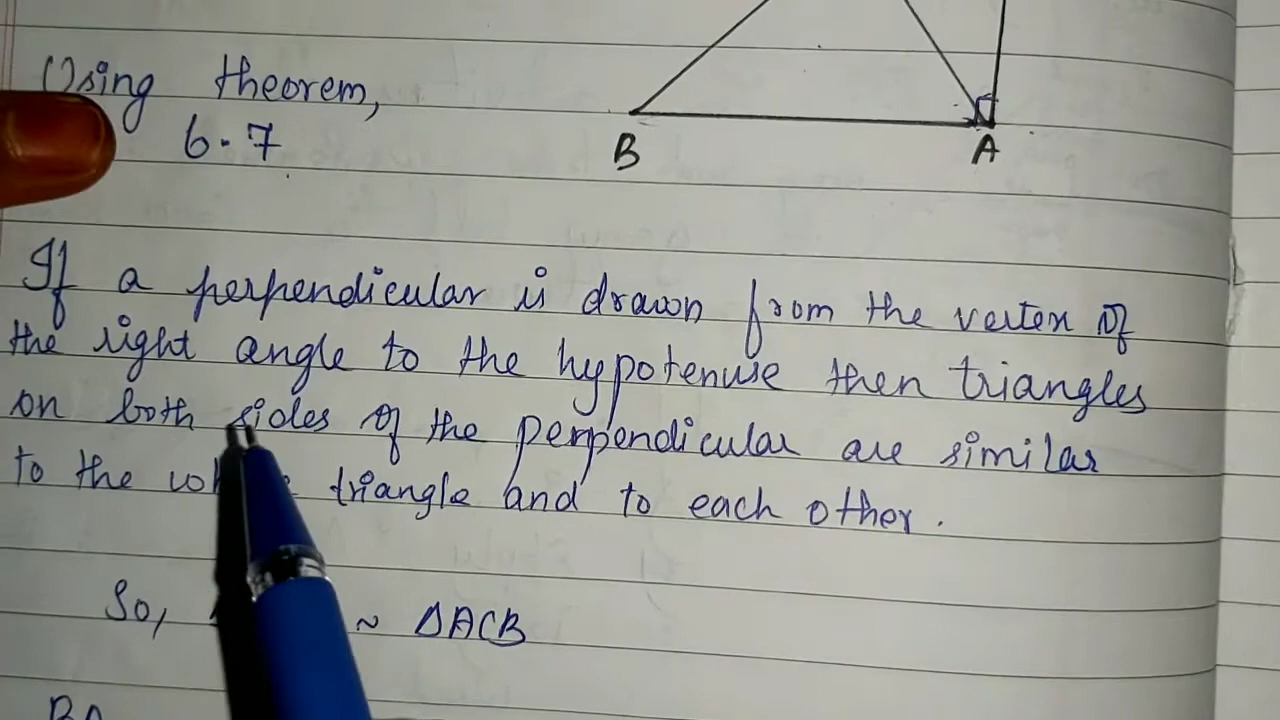 Using theorem,
6.7
B
A
If a perpendicular is drawn from the vertex of
the right angle to the hypotenuse then triangles
on both sides of the perpendicular are similar
to the triangle and to each other.
So, ~ ΔACB
BA